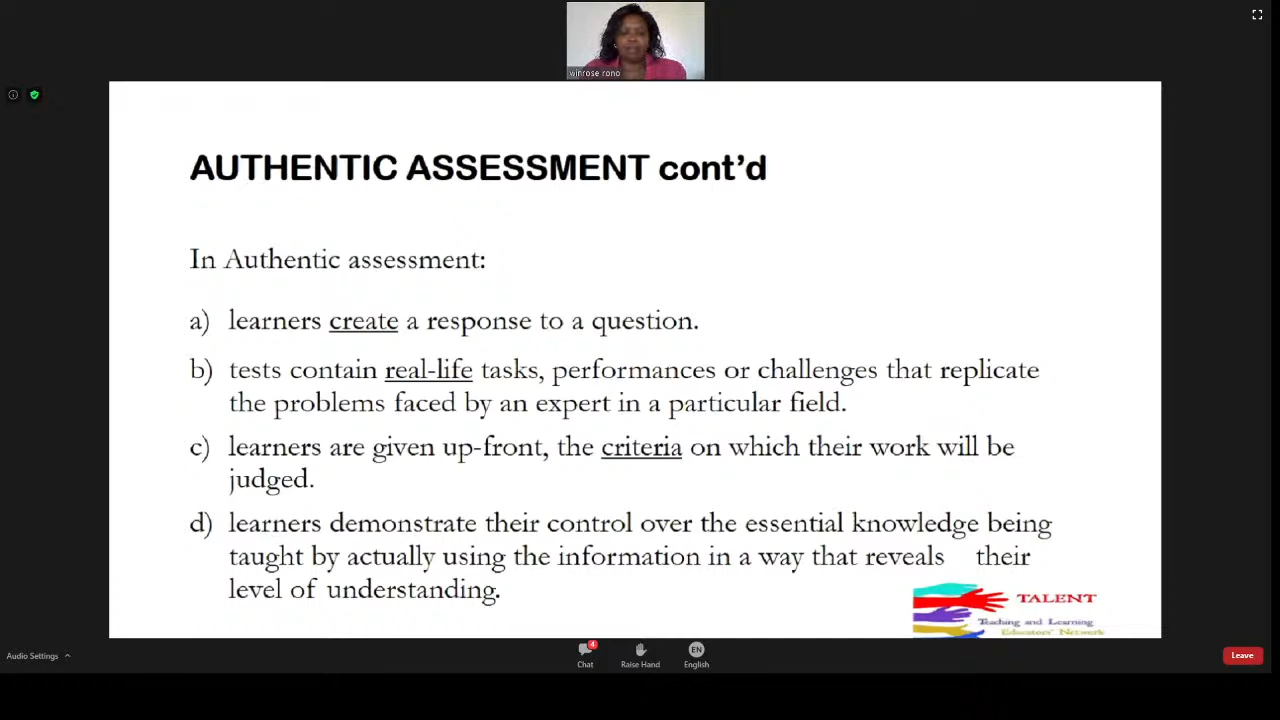 winrose rono
AUTHENTIC ASSESSMENT cont’d
In Authentic assessment:
a) learners create a response to a question.
b) tests contain real-life tasks, performances or challenges that replicate
the problems faced by an expert in a particular field.
c) learners are given up-front, the criteria on which their work will be
judged.
d) learners demonstrate their control over the essential knowledge being
taught by actually using the information in a way that reveals their
level of understanding.
TALENT
Teaching and Learning
Educators' Network
Audio Settings
4
Chat
Raise Hand
EN
English
Leave